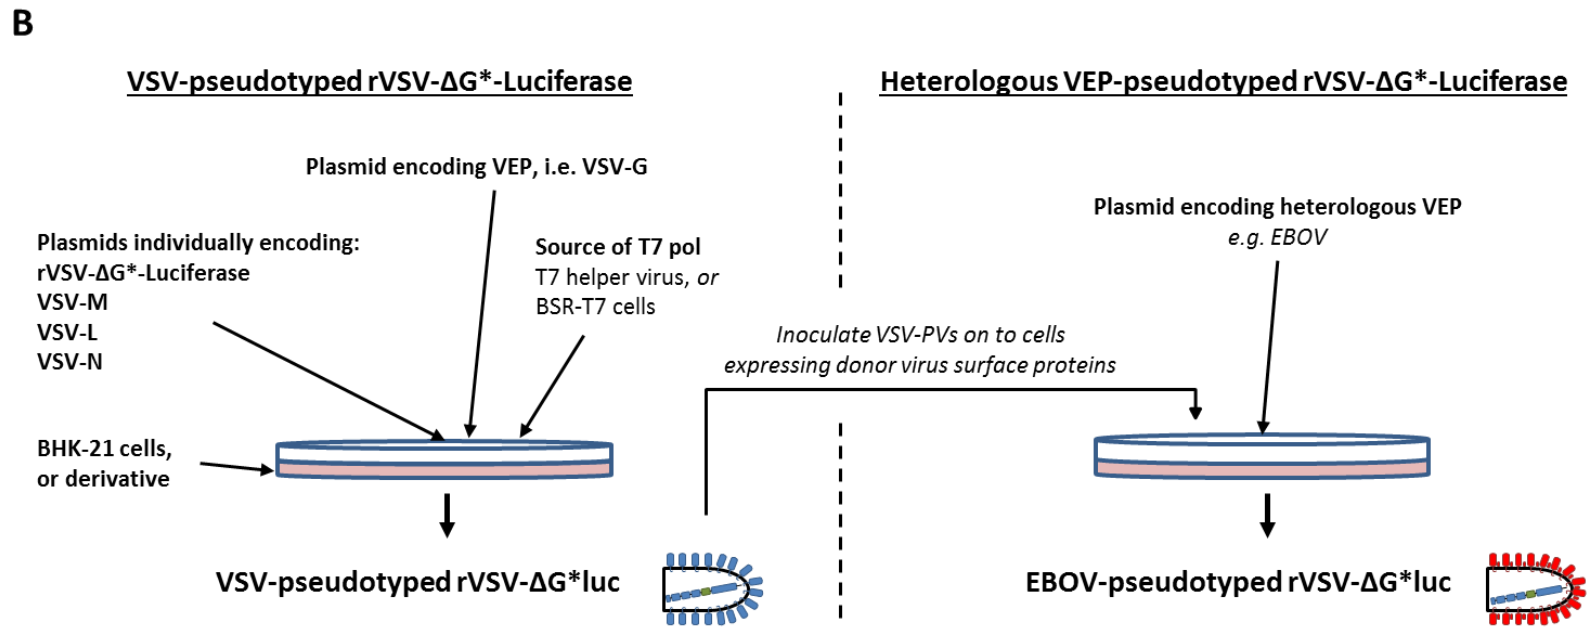 B
VSV-pseudotyped rVSV-ΔG*-Luciferase
Heterologous VEP-pseudotyped rVSV-ΔG*-Luciferase
Plasmid encoding VEP, i.e. VSV-G
Plasmids individually encoding:
rVSV-ΔG*-Luciferase
VSV-M
VSV-L
VSV-N
Source of T7 pol
T7 helper virus, or
BSR-T7 cells
BHK-21 cells,
or derivative
VSV-pseudotyped rVSV-ΔG*luc
Inoculate VSV-PVs on to cells
expressing donor virus surface proteins
Plasmid encoding heterologous VEP
e.g. EBOV
EBOV-pseudotyped rVSV-ΔG*luc